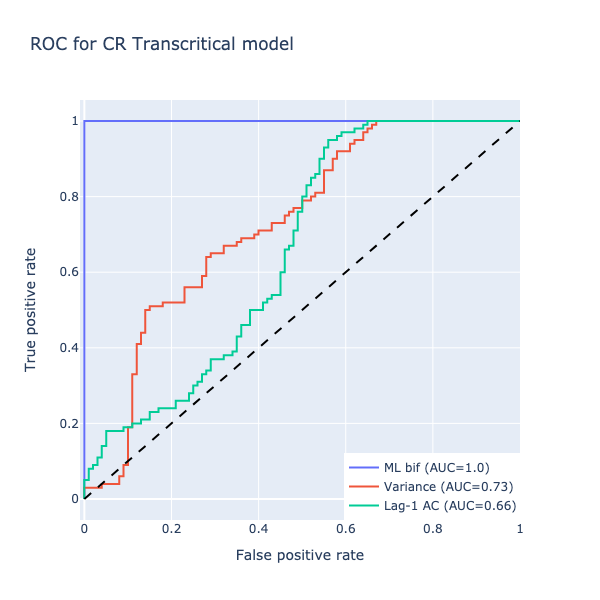 ROC for CR Transcritical model
True positive rate
1
0.8
0.6
0.4
0.2
0
0 0.2 0.4 0.6 0.8 1
False positive rate
ML bif (AUC=1.0)
Variance (AUC=0.73)
Lag-1 AC (AUC=0.66)